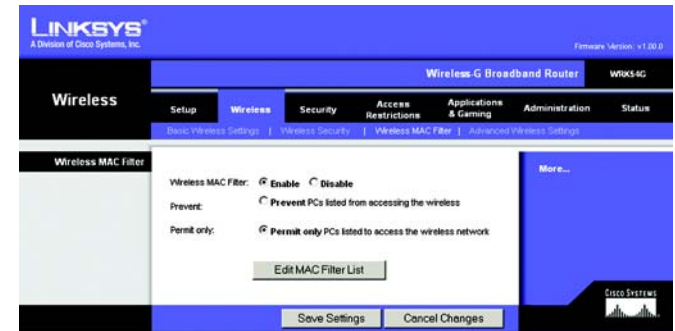 LINKSYS®
A Division of Cisco Systems, Inc.
Firmware Version: v1.00.0
Wireless-G Broadband Router WRK54G
Wireless
Setup Wireless Security Access Restrictions Applications & Gaming Administration Status
Basic Wireless Settings | Wireless Security | Wireless MAC Filter | Advanced Wireless Settings
Wireless MAC Filter
More...
Wireless MAC Filter: Enable Disable
Prevent: Prevent PCs listed from accessing the wireless
Permit only: Permit only PCs listed to access the wireless network
Edit MAC Filter List
Save Settings Cancel Changes
CISCO SYSTEMS